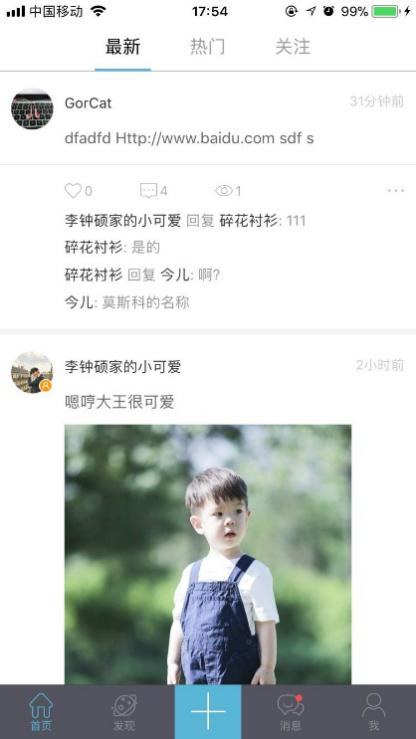 中国移动 17:54 99%
最新 热门 关注
GorCat 31分钟前
dfadfd Http://www.baidu.com sdf s
0 4 1 ...
李钟硕家的小可爱 回复 碎花衬衫: 111
碎花衬衫: 是的
碎花衬衫 回复 今儿: 啊?
今儿: 莫斯科的名称
李钟硕家的小可爱 2小时前
嗯哼大王很可爱
首页 发现 消息 我